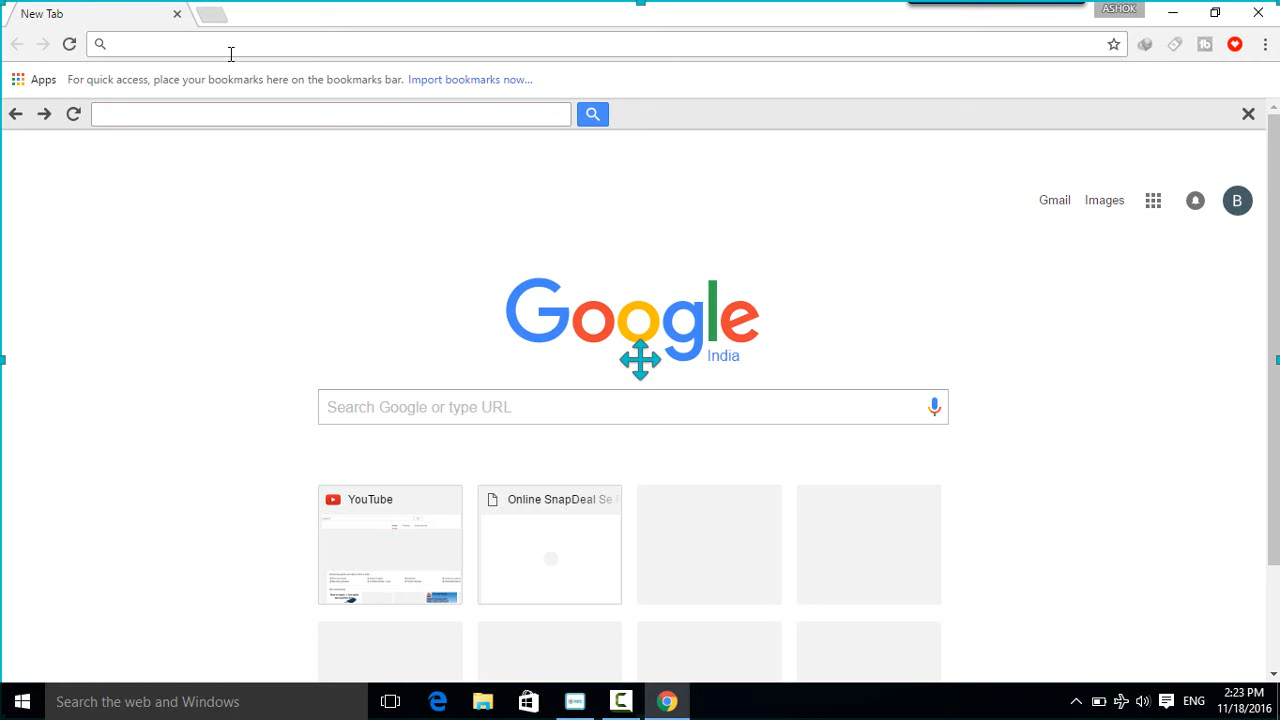 New Tab
ASHOK
Apps For quick access, place your bookmarks here on the bookmarks bar. Import bookmarks now...
Gmail Images B
Google
India
Search Google or type URL
YouTube
Online SnapDeal Se
Search the web and Windows
ENG
2:23 PM
11/18/2016